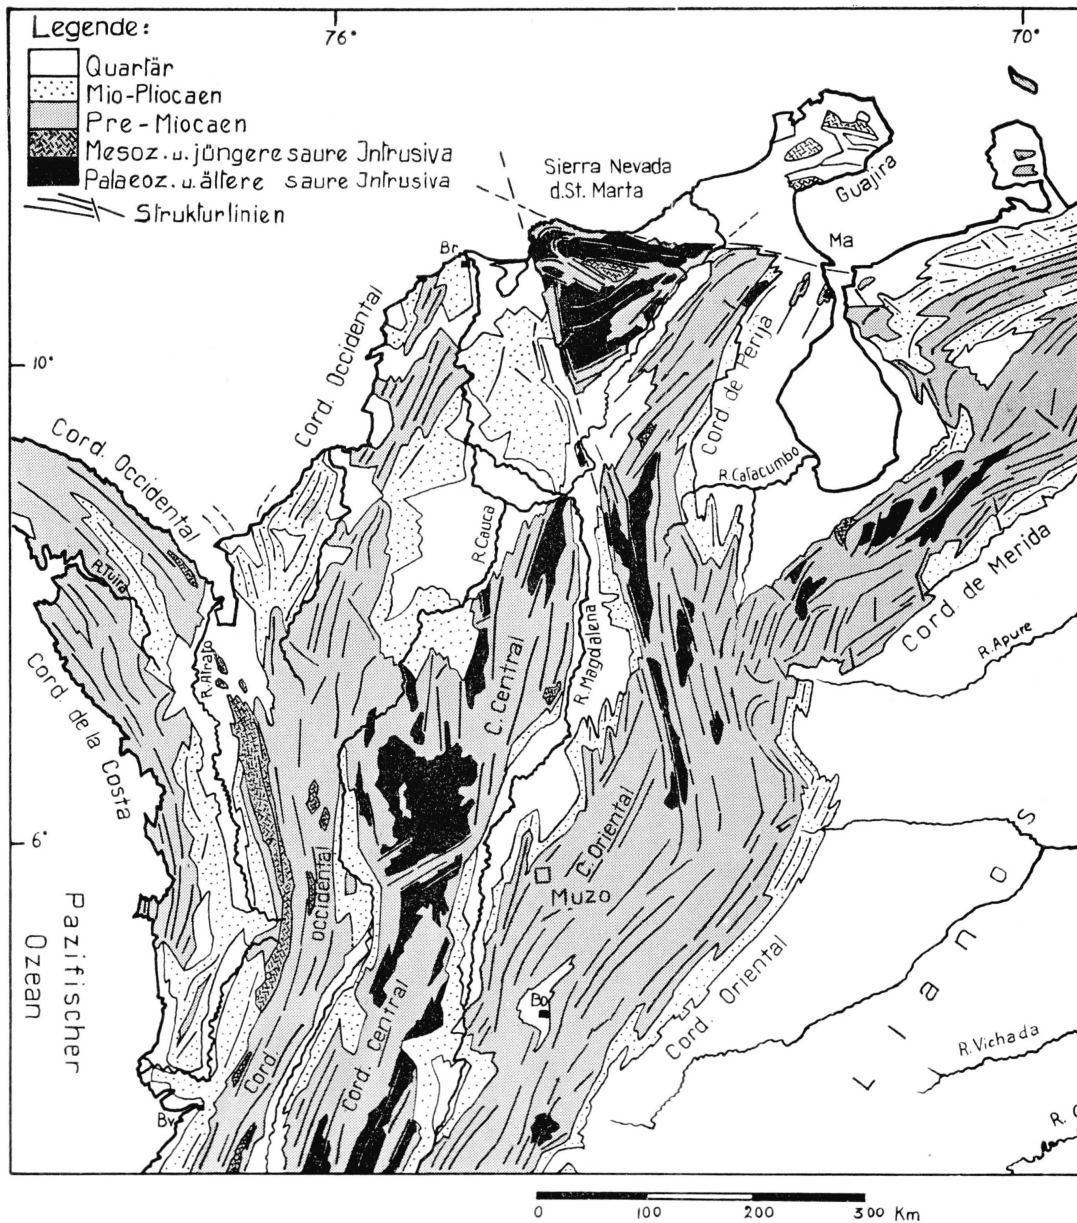 Legende:
Quartär
Mio-Pliocaen
Pre-Miocaen
Mesoz. u. jüngere saure Intrusiva
Palaeoz. u. ältere saure Intrusiva
Strukturlinien
76°
70°
Sierra Nevada
d. St. Marta
Guajira
Ma
Br.
10°
Cord. Occidental
Cord de Perijà
R. Catacumbo
Cord. Occidental
R. Cauca
R. Tuira
R. Magdalena
Cord. de Merida
R. Apure
R. Atrato
C. Central
Cord. de la Costa
6°
C. Oriental
Muzo
Occidental
Cord.
Pazifischer
Ozean
Cord. Central
Bo
Cord. Oriental
Llanos
R. Vichada
Bv.
R.
0 100 200 300 Km